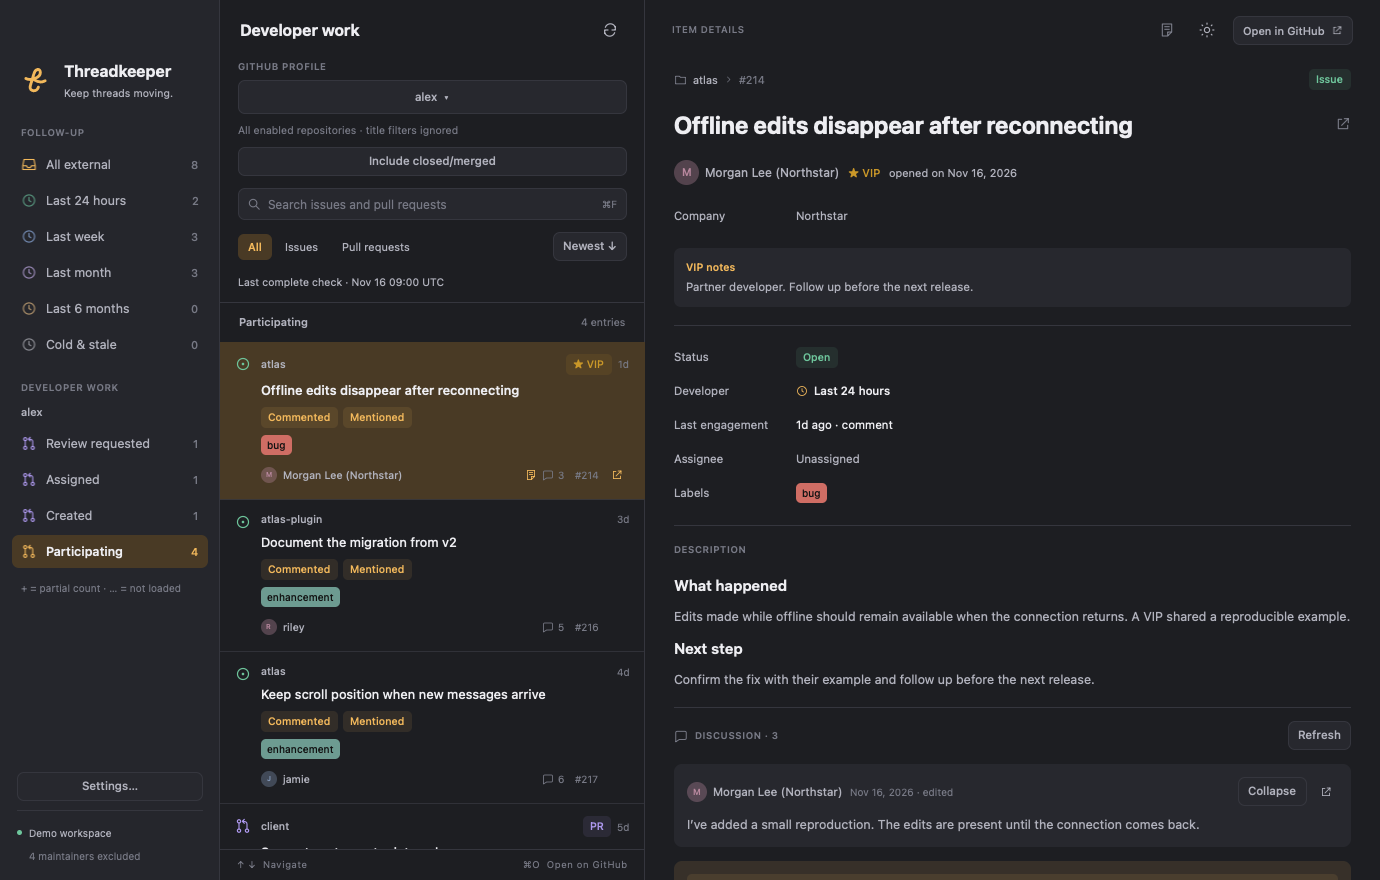 Threadkeeper
Keep threads moving.
FOLLOW-UP
All external 8
Last 24 hours 2
Last week 3
Last month 3
Last 6 months 0
Cold & stale 0
DEVELOPER WORK
alex
Review requested 1
Assigned 1
Created 1
Participating 4
+ = partial count · … = not loaded
Settings...
Demo workspace
4 maintainers excluded
Developer work
GITHUB PROFILE
alex
All enabled repositories · title filters ignored
Include closed/merged
Search issues and pull requests ⌘F
All Issues Pull requests Newest ↓
Last complete check · Nov 16 09:00 UTC
Participating 4 entries
atlas ★ VIP 1d
Offline edits disappear after reconnecting
Commented Mentioned
bug
M Morgan Lee (Northstar) 3 #214
atlas-plugin 3d
Document the migration from v2
Commented Mentioned
enhancement
R riley 5 #216
atlas 4d
Keep scroll position when new messages arrive
Commented Mentioned
enhancement
J jamie 6 #217
client PR 5d
↑ ↓ Navigate ⌘O Open on GitHub
ITEM DETAILS Open in GitHub
atlas > #214 Issue
Offline edits disappear after reconnecting
M Morgan Lee (Northstar) ★ VIP opened on Nov 16, 2026
Company Northstar
VIP notes
Partner developer. Follow up before the next release.
Status Open
Developer Last 24 hours
Last engagement 1d ago · comment
Assignee Unassigned
Labels bug
DESCRIPTION
What happened
Edits made while offline should remain available when the connection returns. A VIP shared a reproducible example.
Next step
Confirm the fix with their example and follow up before the next release.
DISCUSSION · 3 Refresh
M Morgan Lee (Northstar) Nov 16, 2026 · edited Collapse
I've added a small reproduction. The edits are present until the connection comes back.